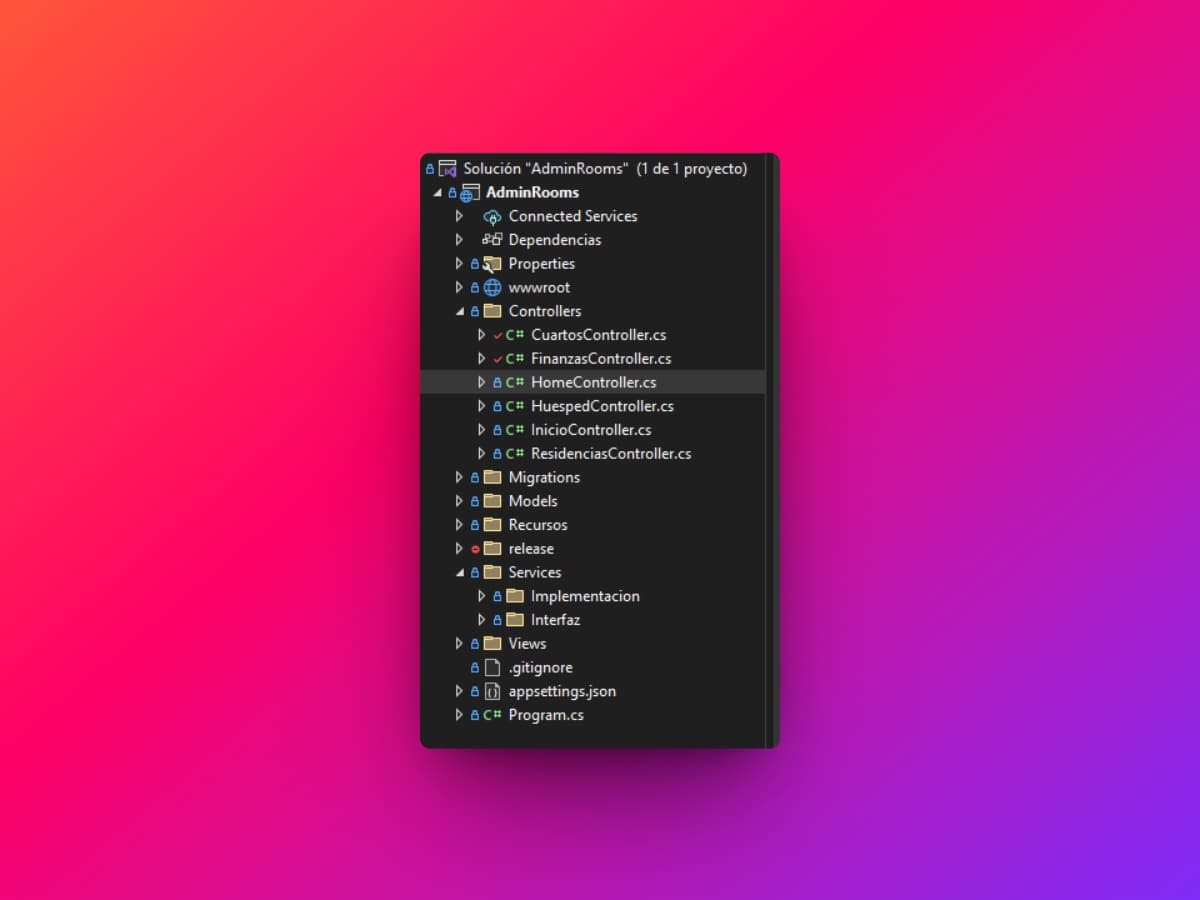 Solución "AdminRooms" (1 de 1 proyecto)
AdminRooms
Connected Services
Dependencias
Properties
wwwroot
Controllers
C# CuartosController.cs
C# FinanzasController.cs
C# HomeController.cs
C# HuespedController.cs
C# InicioController.cs
C# ResidenciasController.cs
Migrations
Models
Recursos
release
Services
Implementacion
Interfaz
Views
.gitignore
appsettings.json
C# Program.cs